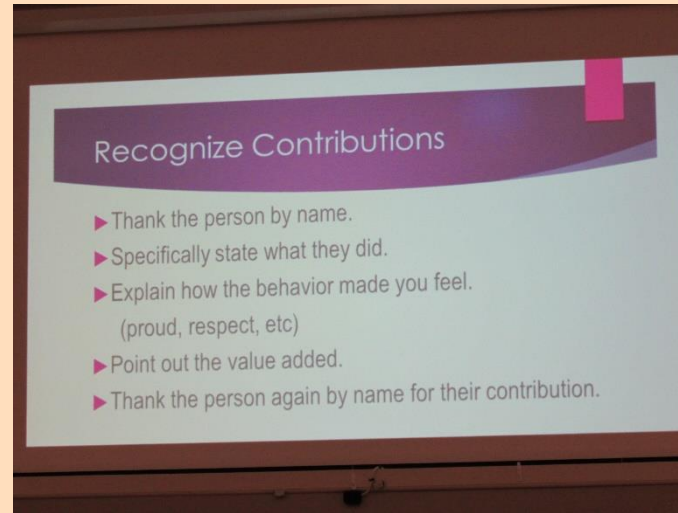 Recognize Contributions
▶Thank the person by name.
▶Specifically state what they did.
▶Explain how the behavior made you feel.
(proud, respect, etc)
▶Point out the value added.
▶Thank the person again by name for their contribution.